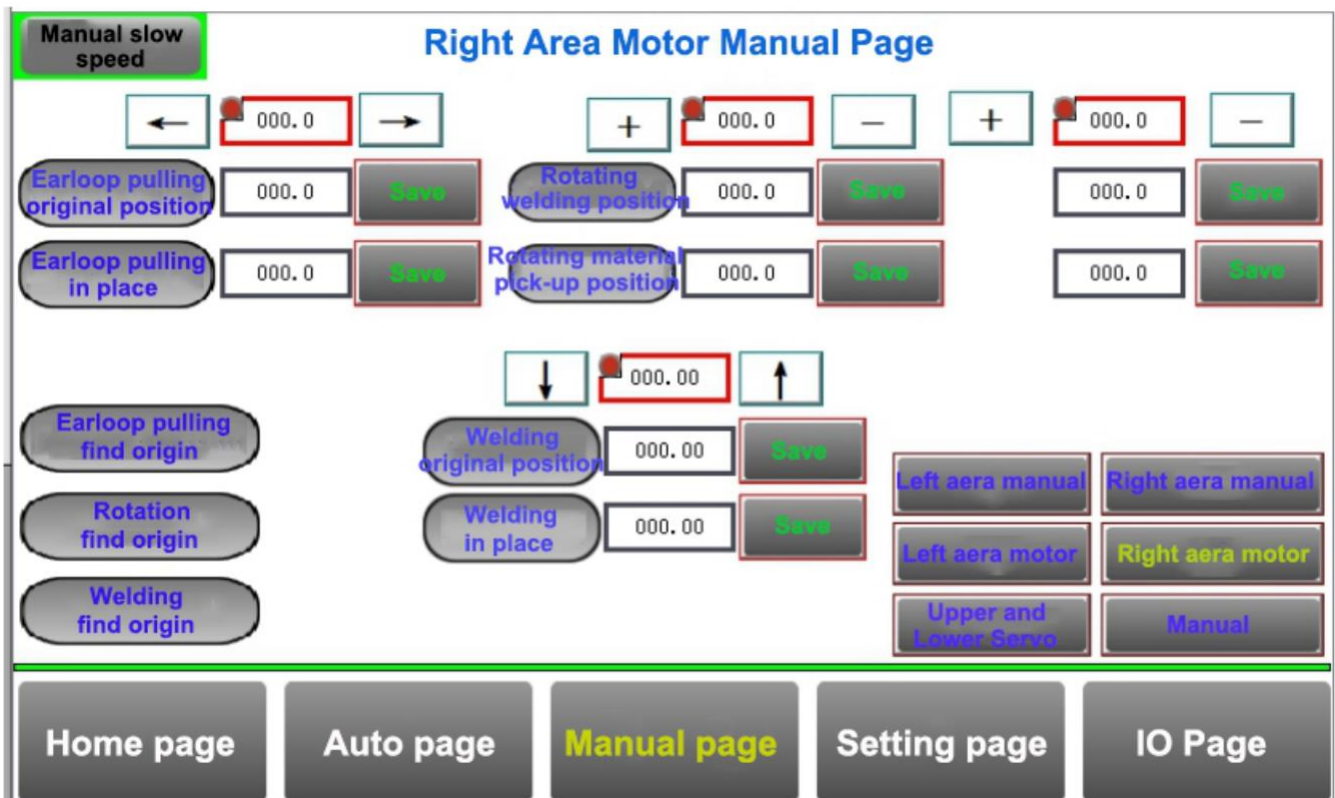 Manual slow
speed
Right Area Motor Manual Page
← 000.0 → + 000.0 − + 000.0 −
Earloop pulling
original position 000.0 Save
Rotating
welding position 000.0 Save
000.0 Save
Earloop pulling
in place 000.0 Save
Rotating material
pick-up position 000.0 Save
000.0 Save
↓ 000.00 ↑
Earloop pulling
find origin
Welding
original position 000.00 Save
Rotation
find origin
Welding
in place 000.00 Save
Welding
find origin
Left aera manual Right aera manual
Left aera motor Right aera motor
Upper and
Lower Servo
Manual
Home page Auto page Manual page Setting page IO Page